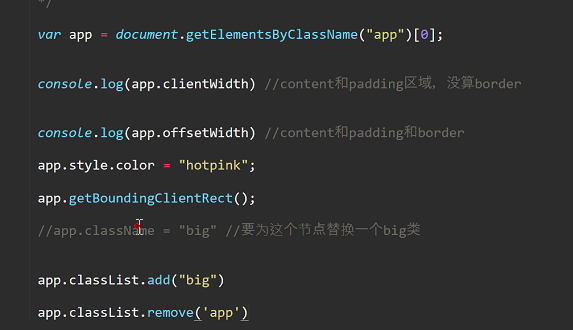 */
var app = document.getElementsByClassName("app")[0];
console.log(app.clientWidth) //content和padding区域, 没算border
console.log(app.offsetWidth) //content和padding和border
app.style.color = "hotpink";
app.getBoundingClientRect();
//app.className = "big" //要为这个节点替换一个big类
app.classList.add("big")
app.classList.remove('app')